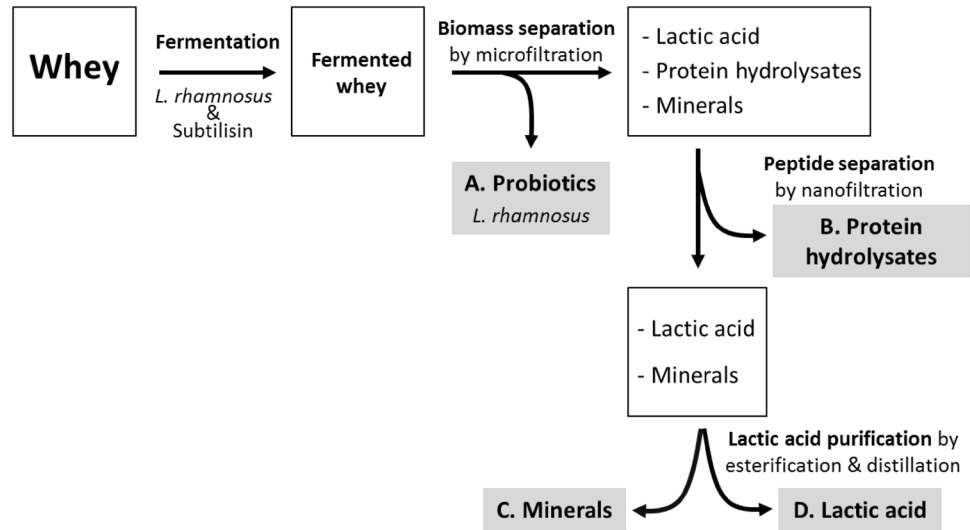 Whey
Fermentation
L. rhamnosus
&
Subtilisin
Fermented
whey
Biomass separation
by microfiltration
- Lactic acid
- Protein hydrolysates
- Minerals
A. Probiotics
L. rhamnosus
Peptide separation
by nanofiltration
B. Protein
hydrolysates
- Lactic acid
- Minerals
Lactic acid purification by
esterification & distillation
C. Minerals
D. Lactic acid